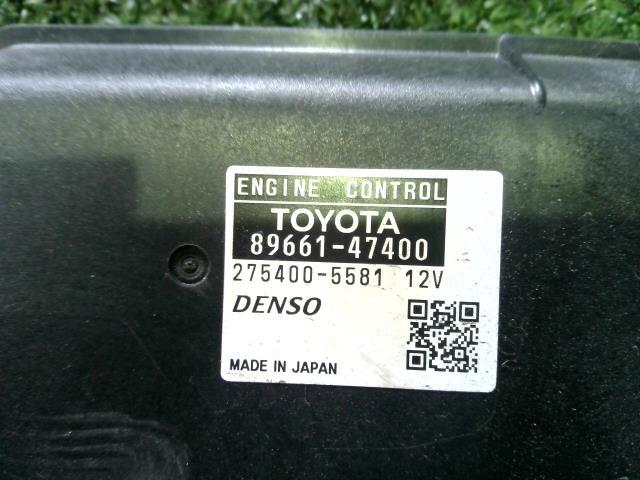 ENGINE CONTROL
TOYOTA
89661-47400
275400-5581 12V
DENSO
MADE IN JAPAN